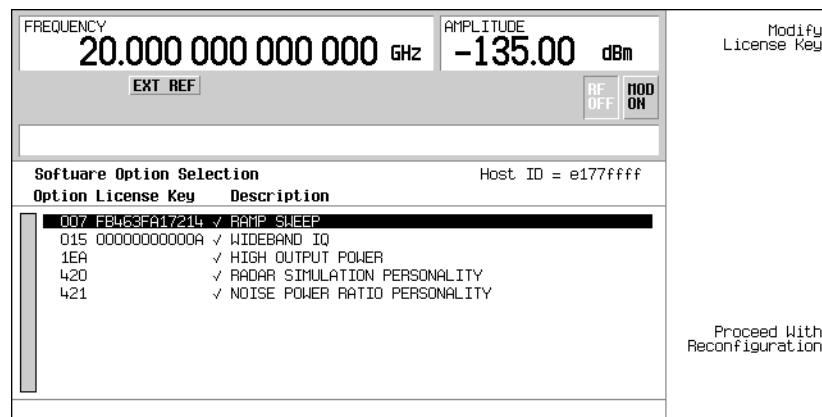 FREQUENCY
20.000 000 000 000 GHz
AMPLITUDE
-135.00 dBm
EXT REF
RF OFF
MOD ON
Modify License Key
Software Option Selection
Host ID = e177ffff
Option License Key Description
007 FB463FA17214 ✓ RAMP SWEEP
015 00000000000A ✓ WIDEBAND IQ
1EA ✓ HIGH OUTPUT POWER
420 ✓ RADAR SIMULATION PERSONALITY
421 ✓ NOISE POWER RATIO PERSONALITY
Proceed With
Reconfiguration